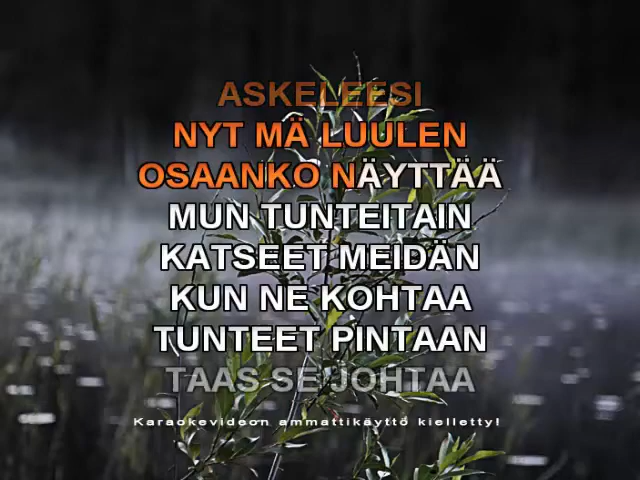 ASKELEESI
NYT MÄ LUULEN
OSAANKO NÄYTTÄÄ
MUN TUNTEITAIN
KATSEET MEIDÄN
KUN NE KOHTAA
TUNTEET PINTAAN
TAAS SE JOHTAA
Karaokevideon ammattikäyttö kielletty!